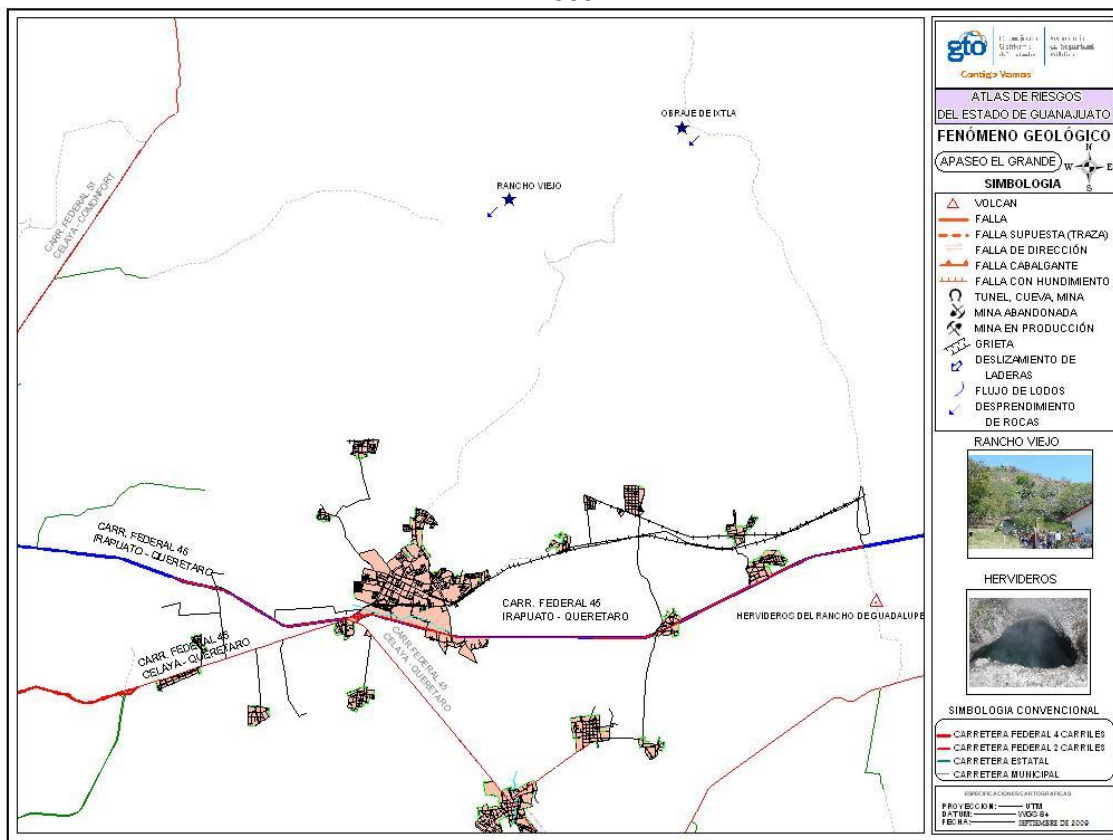 OBRAJE DE IXTLA
RANCHO VIEJO
CARR. FEDERAL 51
CELAYA - COMONFORT
CARR. FEDERAL 45
IRAPUATO - QUERETARO
CARR. FEDERAL 45
IRAPUATO - QUERETARO
CARR. FEDERAL 45
CELAYA - QUERETARO
CARR. FEDERAL 45
CELAYA - QUERETARO
HERVIDEROS DEL RANCHO DE GUADALUPE
gto
Contigo Vamos
ATLAS DE RIESGOS
DEL ESTADO DE GUANAJUATO
FENÓMENO GEOLÓGICO
APASEO EL GRANDE
N
W E
S
SIMBOLOGIA
VOLCAN
FALLA
FALLA SUPUESTA (TRAZA)
FALLA DE DIRECCIÓN
FALLA CABALGANTE
FALLA CON HUNDIMIENTO
TUNEL, CUEVA, MINA
MINA ABANDONADA
MINA EN PRODUCCIÓN
GRIETA
DESLIZAMIENTO DE
LADERAS
FLUJO DE LODOS
DESPRENDIMIENTO
DE ROCAS
RANCHO VIEJO
HERVIDEROS
SIMBOLOGIA CONVENCIONAL
CARRETERA FEDERAL 4 CARRILES
CARRETERA FEDERAL 2 CARRILES
CARRETERA ESTATAL
CARRETERA MUNICIPAL
ESPECIFICACIONES CARTOGRAFICAS
PROYECCION: UTM
DATUM: WGS 84
FECHA: SEPTIEMBRE DE 2009